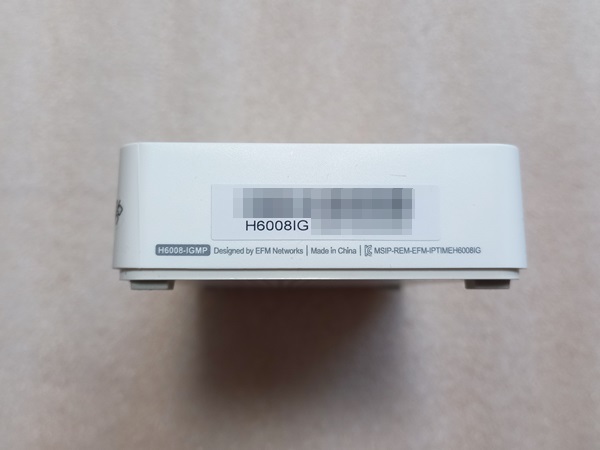 H6008IG
H6008-IGMP Designed by EFM Networks | Made in China | MSIP-REM-EFM-IPTIMEH6008IG